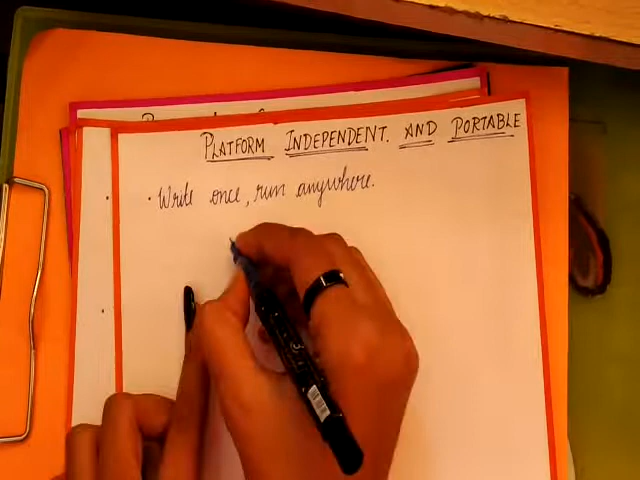 PLATFORM INDEPENDENT. AND PORTABLE
· Write once, run anywhere.